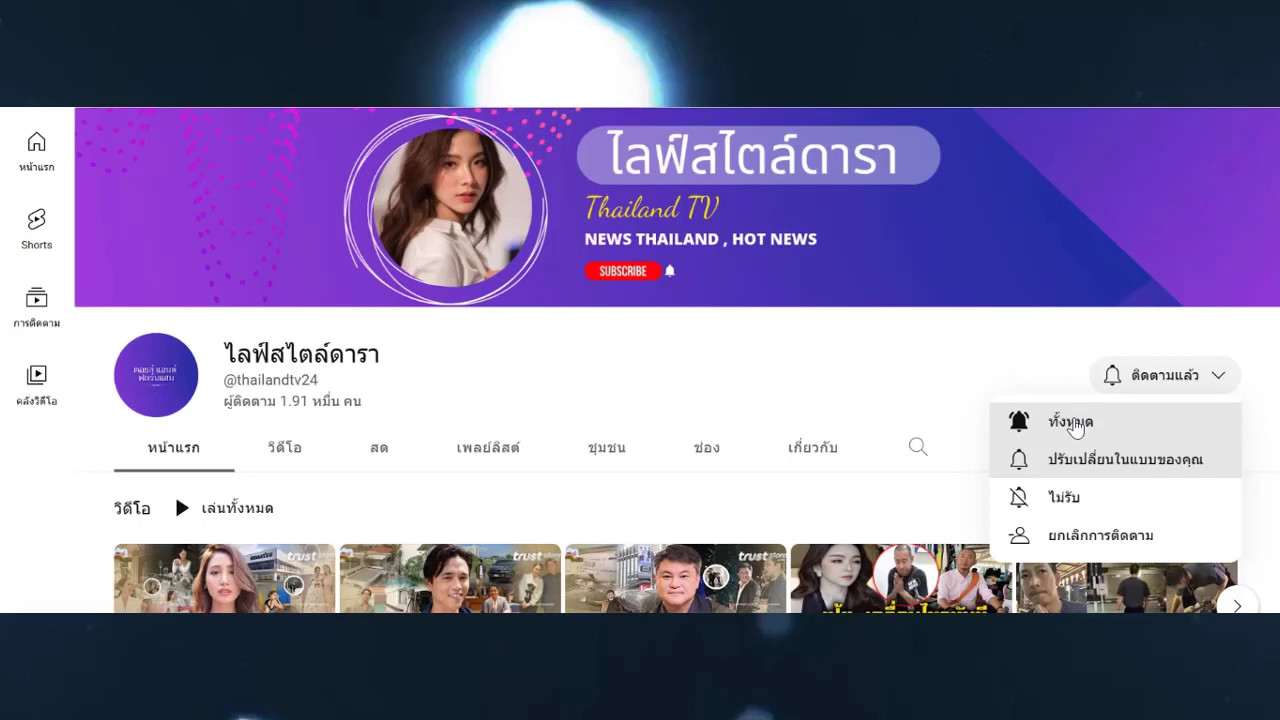 ไลฟ์สไตล์ดารา
Thailand TV
NEWS THAILAND , HOT NEWS
SUBSCRIBE
หน้าแรก
Shorts
การติดตาม
คลังวิดีโอ
ไลฟ์สไตล์ดารา
@thailandtv24
ผู้ติดตาม 1.91 หมื่น คน
ติดตามแล้ว
ทั้งหมด
ปรับเปลี่ยนในแบบของคุณ
ไม่รับ
ยกเลิกการติดตาม
หน้าแรก วิดีโอ สด เพลย์ลิสต์ ชุมชน ช่อง เกี่ยวกับ
วิดีโอ เล่นทั้งหมด
trust trust trust